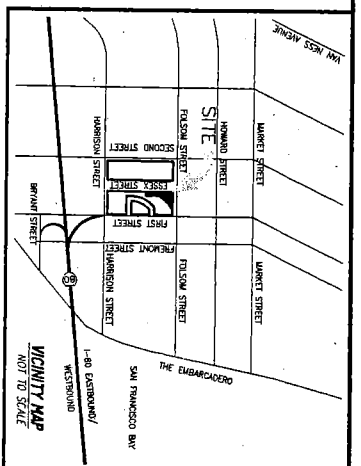 VAN NESS AVENUE
MARKET STREET
HOWARD STREET
SITE
FOLSOM STREET
SECOND STREET
HARRISON STREET
ESSEX STREET
FIRST STREET
BRYANT STREET
FREMONT STREET
HARRISON STREET
FOLSOM STREET
MARKET STREET
80
THE EMBARCADERO
I-80 EASTBOUND/
WESTBOUND
SAN FRANCISCO BAY
VICINITY MAP
NOT TO SCALE